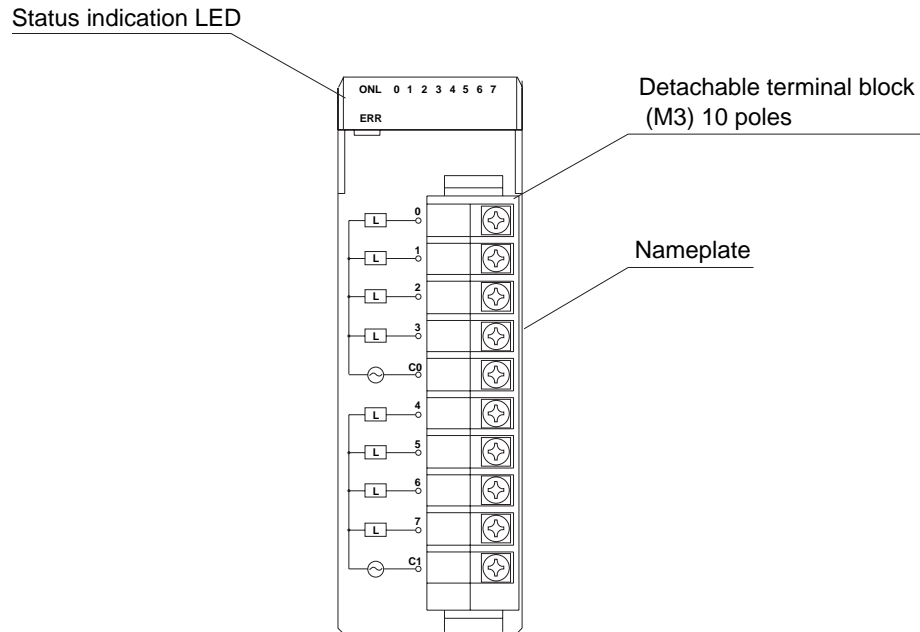 Status indication LED
ONL 0 1 2 3 4 5 6 7
ERR
Detachable terminal block
(M3) 10 poles
Nameplate
L 0
L 1
L 2
L 3
C0
L 4
L 5
L 6
L 7
C1